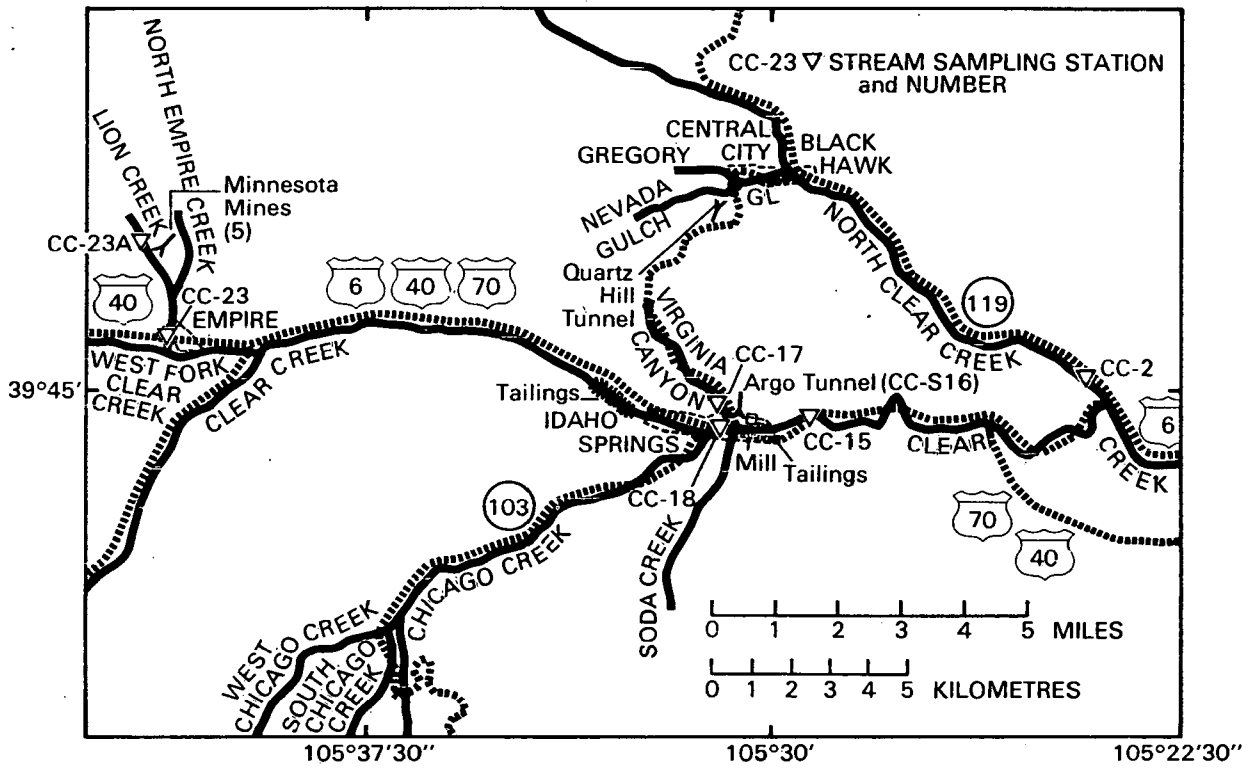 CC-23 ▽ STREAM SAMPLING STATION
and NUMBER
NORTH EMPIRE CREEK
LION CREEK
Minnesota
Mines
(5)
CC-23A
40
CC-23
EMPIRE
WEST FORK
CLEAR
CREEK
CLEAR CREEK
6
40
70
CENTRAL
CITY
BLACK
HAWK
GREGORY
NEVADA
GULCH
GL
Quartz
Hill
Tunnel
VIRGINIA
CANYON
NORTH CLEAR CREEK
119
CC-2
6
CC-17
Argo Tunnel (CC-S16)
39°45'
Tailings
IDAHO
SPRINGS
CC-15
CLEAR
CREEK
Mill
Tailings
CC-18
103
70
40
CHICAGO CREEK
SODA CREEK
WEST
CHICAGO CREEK
SOUTH
CHICAGO
CREEK
0 1 2 3 4 5 MILES
0 1 2 3 4 5 KILOMETRES
105°37'30"
105°30'
105°22'30"